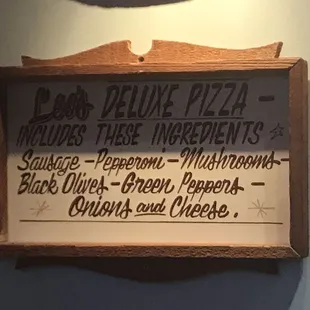 Leo's DELUXE PIZZA -
INCLUDES THESE INGREDIENTS
Sausage - Pepperoni - Mushrooms -
Black Olives - Green Peppers -
Onions and Cheese.